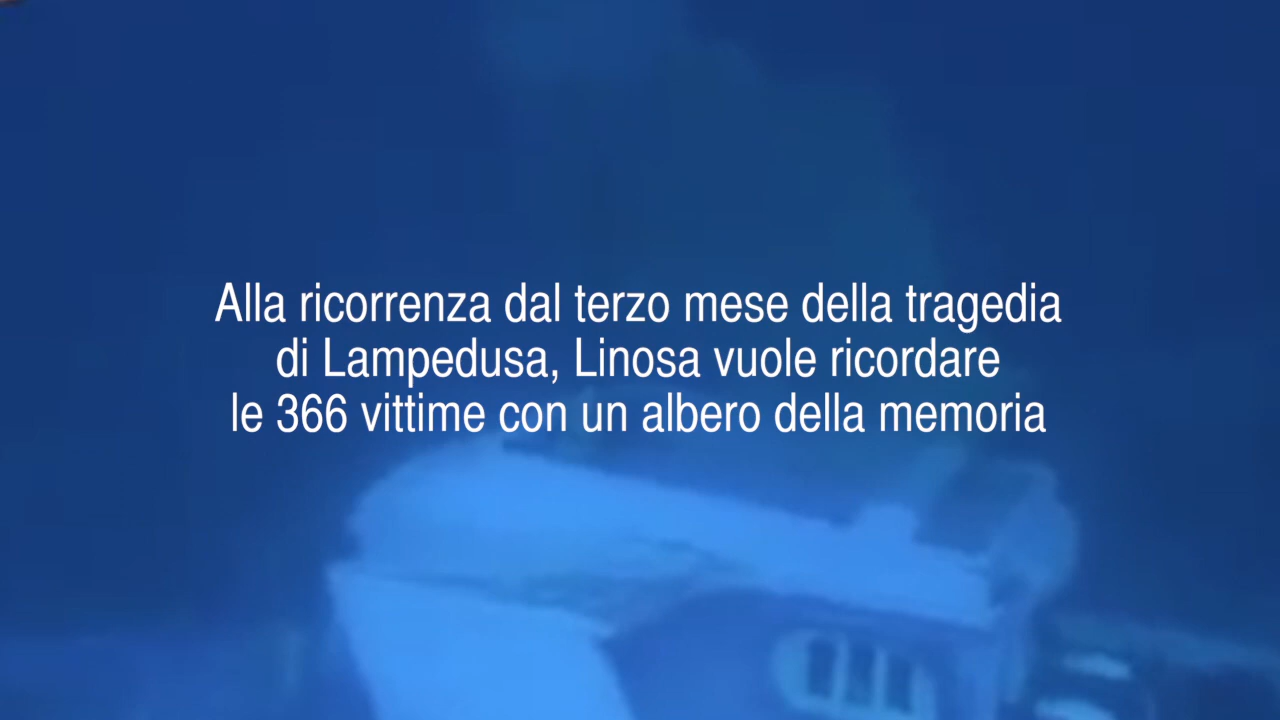 Alla ricorrenza dal terzo mese della tragedia
di Lampedusa, Linosa vuole ricordare
le 366 vittime con un albero della memoria